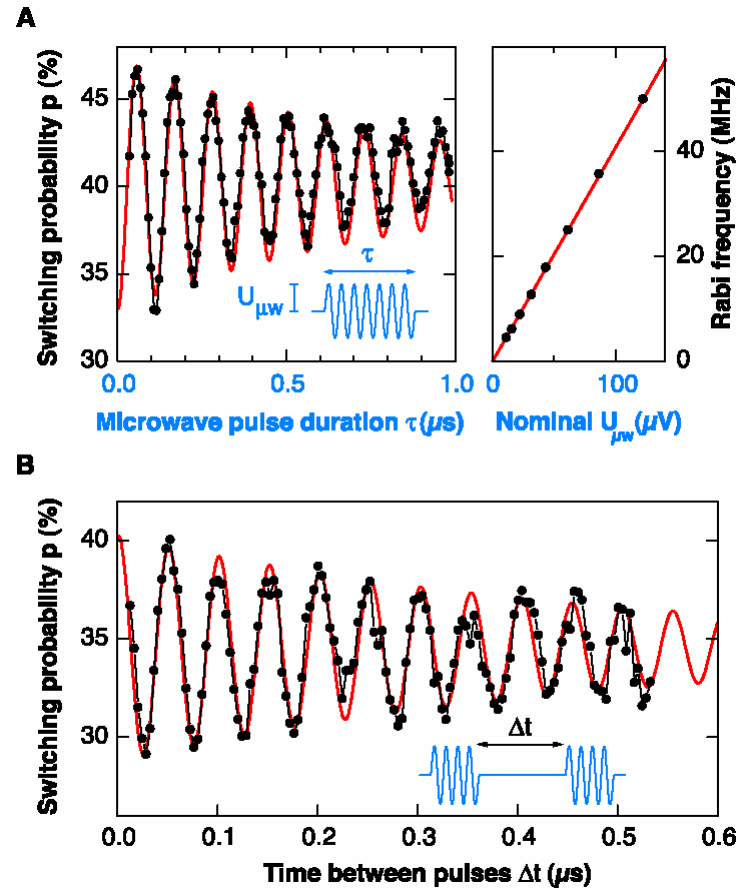 A
Switching probability p (%)
45
40
35
30
0.0
0.5
1.0
τ
Uμw
Microwave pulse duration τ(μs)
Rabi frequency (MHz)
40
20
0
0
100
Nominal Uμw(μV)
B
Switching probability p (%)
40
35
30
Δt
0.0
0.1
0.2
0.3
0.4
0.5
0.6
Time between pulses Δt (μs)